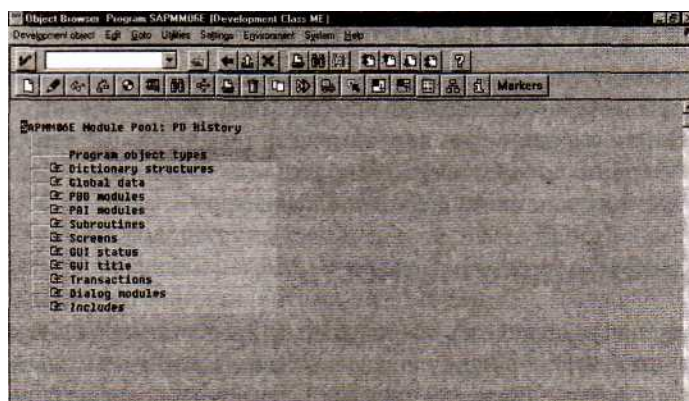 Object Browser Program SAPMM06E [Development Class ME]
Development object Edit Goto Utilities Settings Environment System Help
Markers
SAPMM06E Module Pool: PO History
Program object types
Dictionary structures
Global data
PBO modules
PAI modules
Subroutines
Screens
GUI status
GUI title
Transactions
Dialog modules
Includes